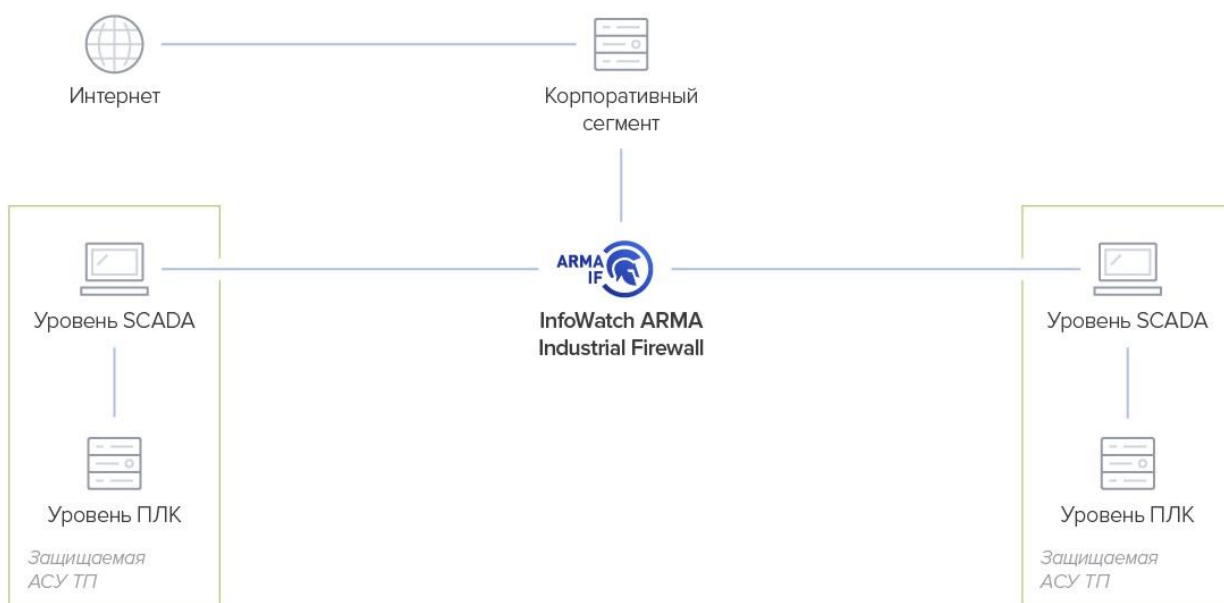 Интернет
Корпоративный
сегмент
ARMA
IF
InfoWatch ARMA
Industrial Firewall
Уровень SCADA
Уровень ПЛК
Защищаемая
АСУ ТП
Уровень SCADA
Уровень ПЛК
Защищаемая
АСУ ТП